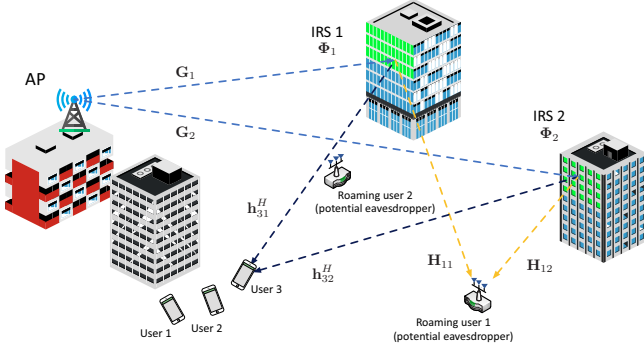 IRS 1
Φ₁
AP
G₁
G₂
IRS 2
Φ₂
Roaming user 2
(potential eavesdropper)
h₃₁ᴴ
h₃₂ᴴ
H₁₁
H₁₂
User 3
User 2
User 1
Roaming user 1
(potential eavesdropper)